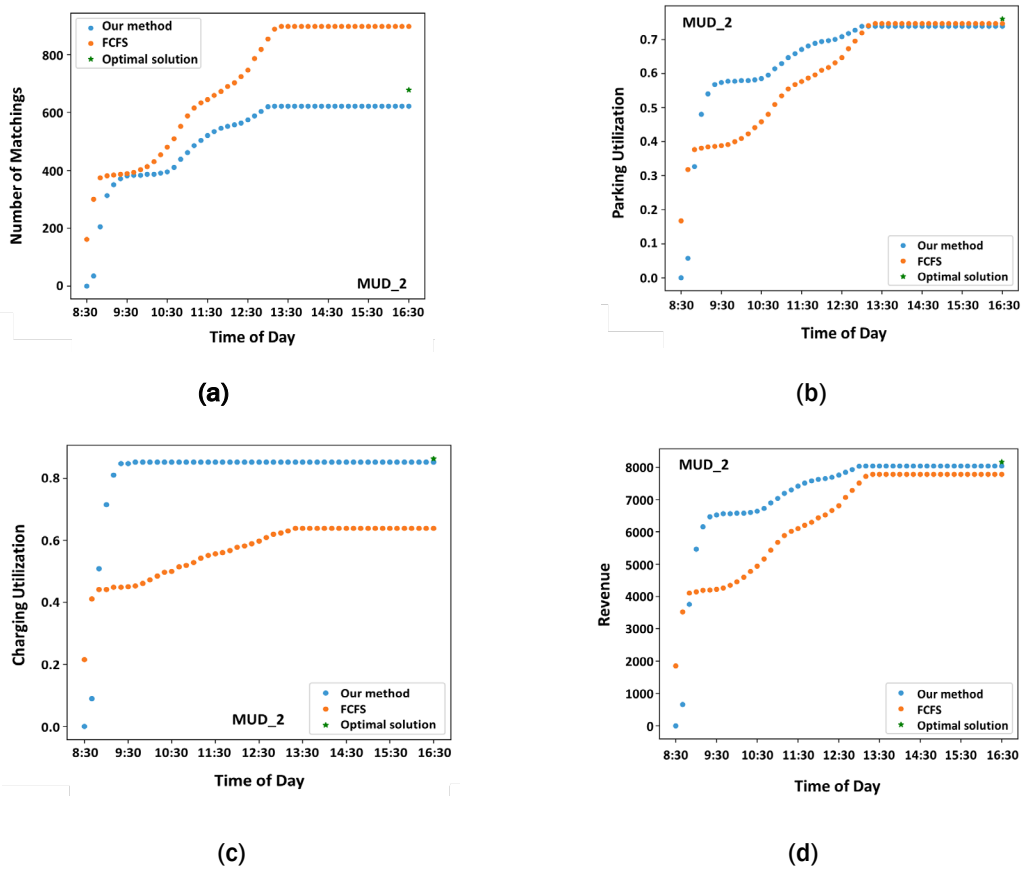 Number of Matchings
800
600
400
200
0
Our method
FCFS
Optimal solution
MUD_2
8:30 9:30 10:30 11:30 12:30 13:30 14:30 15:30 16:30
Time of Day
(a)
Parking Utilization
0.7
0.6
0.5
0.4
0.3
0.2
0.1
0.0
MUD_2
Our method
FCFS
Optimal solution
8:30 9:30 10:30 11:30 12:30 13:30 14:30 15:30 16:30
Time of Day
(b)
Charging Utilization
0.8
0.6
0.4
0.2
0.0
MUD_2
Our method
FCFS
Optimal solution
8:30 9:30 10:30 11:30 12:30 13:30 14:30 15:30 16:30
Time of Day
(c)
Revenue
8000
7000
6000
5000
4000
3000
2000
1000
0
MUD_2
Our method
FCFS
Optimal solution
8:30 9:30 10:30 11:30 12:30 13:30 14:30 15:30 16:30
Time of Day
(d)